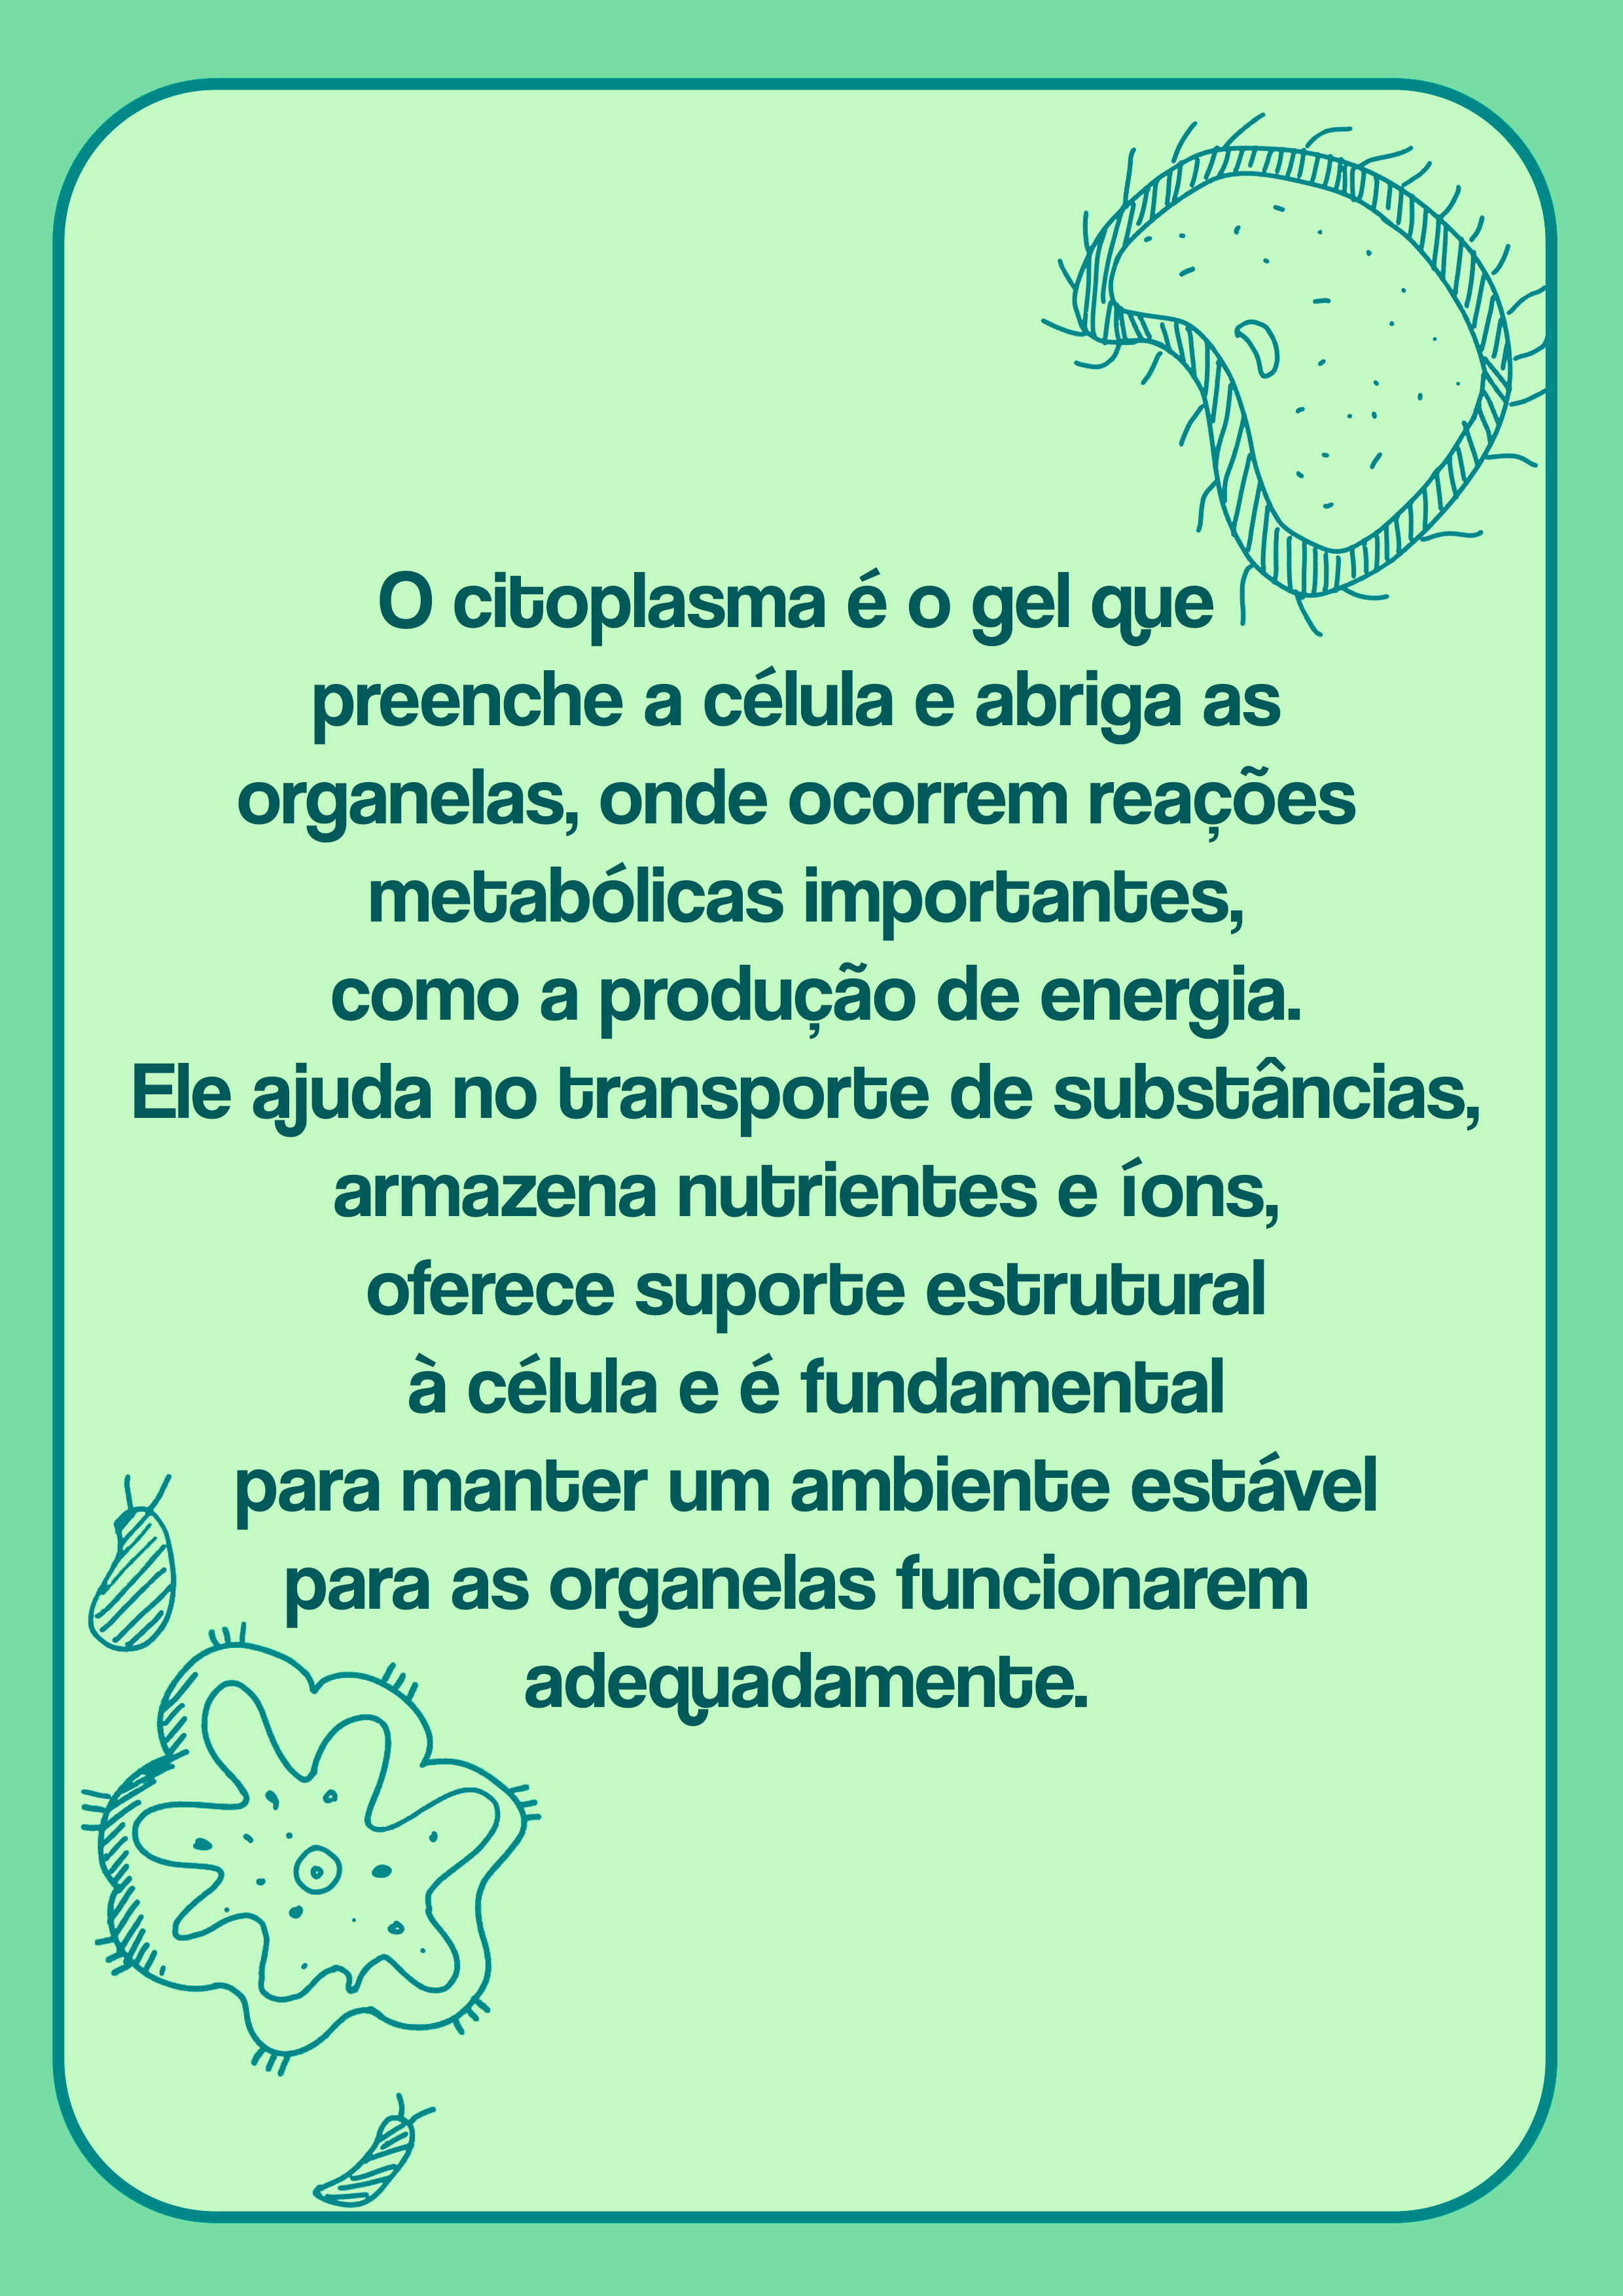 O citoplasma é o gel que
preenche a célula e abriga as
organelas, onde ocorrem reações
metabólicas importantes,
como a produção de energia.
Ele ajuda no transporte de substâncias,
armazena nutrientes e íons,
oferece suporte estrutural
à célula e é fundamental
para manter um ambiente estável
para as organelas funcionarem
adequadamente.